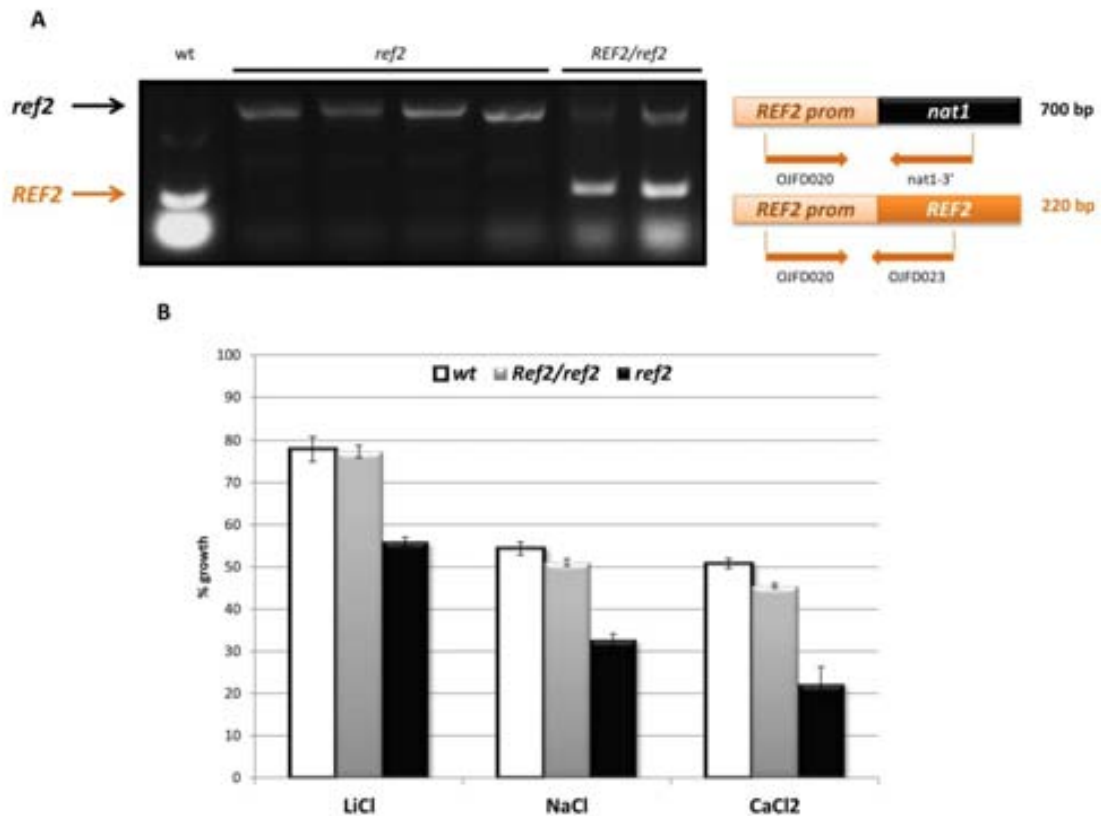 A
wt
ref2
REF2/ref2
ref2
REF2
REF2 prom
nat1
700 bp
OJFD020
nat1-3'
REF2 prom
REF2
220 bp
OJFD020
OJFD023
B
wt
Ref2/ref2
ref2
% growth
100
90
80
70
60
50
40
30
20
10
0
LiCl
NaCl
CaCl2